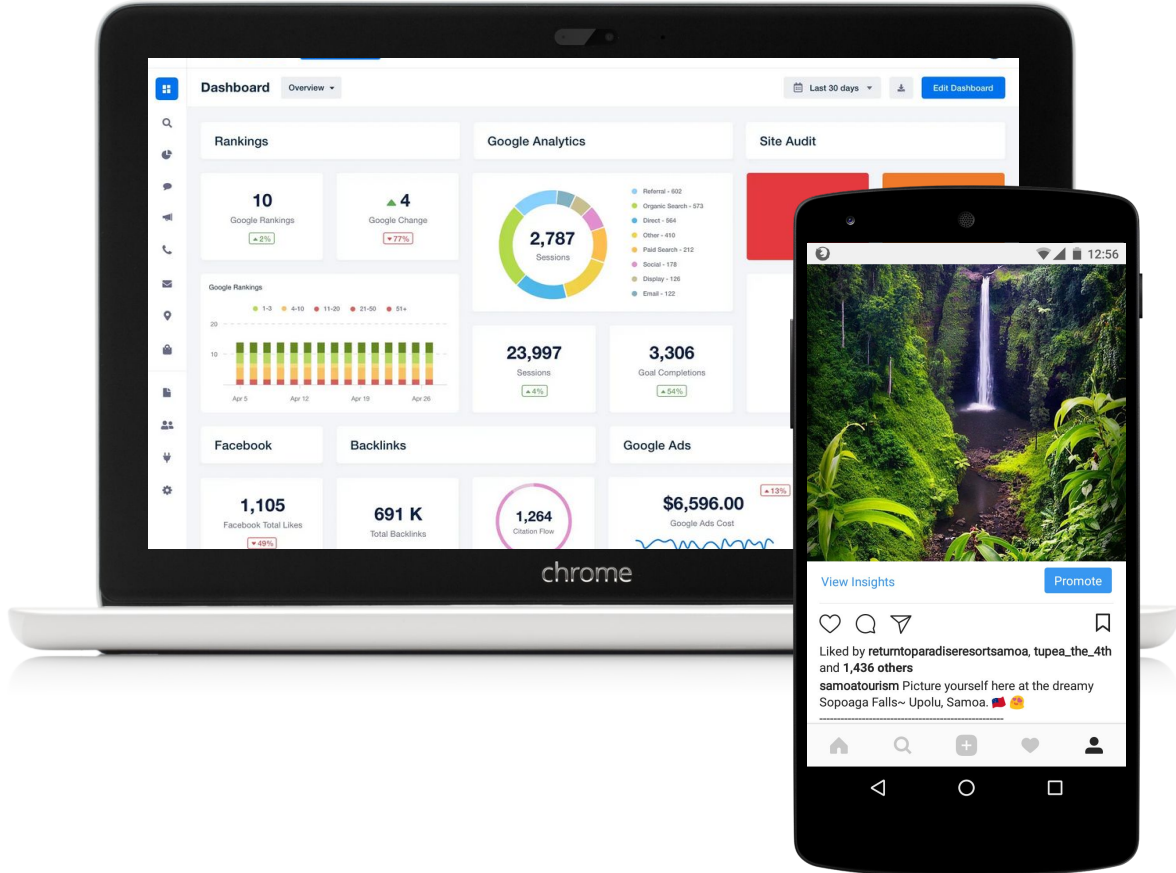 Dashboard
Overview
Last 30 days
Edit Dashboard
Rankings
Google Analytics
Site Audit
10
Google Rankings
2%
4
Google Change
77%
2,787
Sessions
Referral - 602
Organic Search - 573
Direct - 564
Other - 410
Paid Search - 212
Social - 178
Display - 126
Email - 122
Google Rankings
1-3
4-10
11-20
21-50
51+
20
10
Apr 5
Apr 12
Apr 19
Apr 26
23,997
Sessions
4%
3,306
Goal Completions
54%
Facebook
Backlinks
Google Ads
1,105
Facebook Total Likes
49%
691 K
Total Backlinks
1,264
Citation Flow
$6,596.00
Google Ads Cost
13%
chrome
12:56
View Insights
Promote
Liked by returntoparadiseresortsamoa, tupea_the_4th
and 1,436 others
samoatourism Picture yourself here at the dreamy
Sopoaga Falls~ Upolu, Samoa. 🇼🇸 🥰
----------------------------------------------------